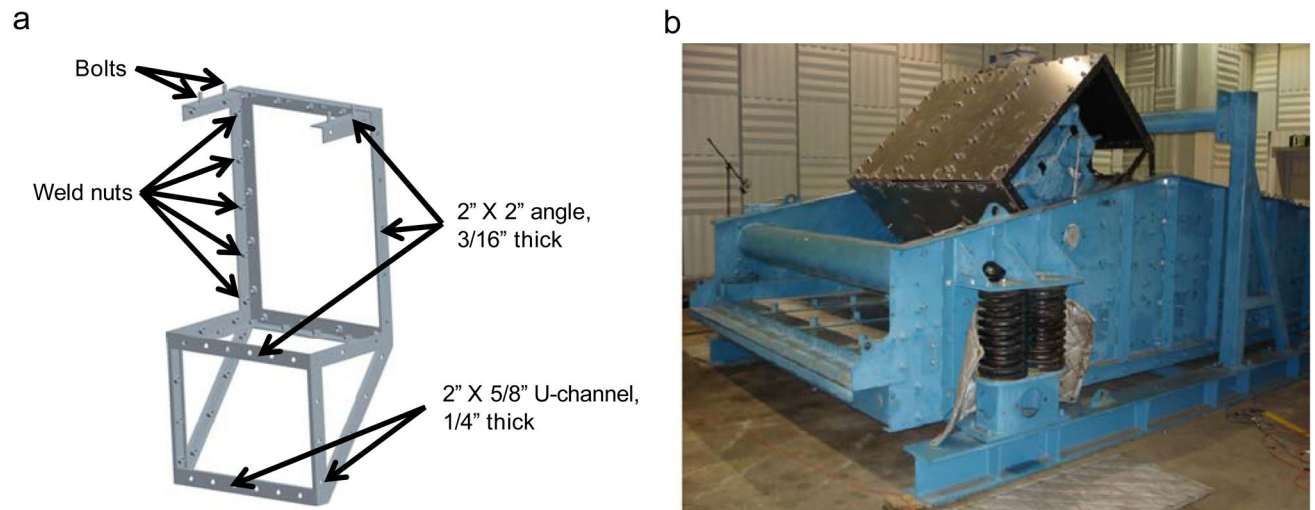 a
b
Bolts
Weld nuts
2” X 2” angle,
3/16” thick
2” X 5/8” U-channel,
1/4” thick